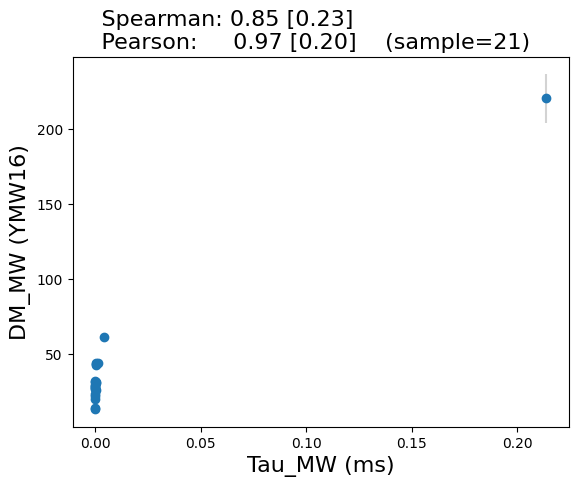 Spearman: 0.85 [0.23]
Pearson: 0.97 [0.20] (sample=21)
200
150
100
50
DM_MW (YMW16)
0.00 0.05 0.10 0.15 0.20
Tau_MW (ms)